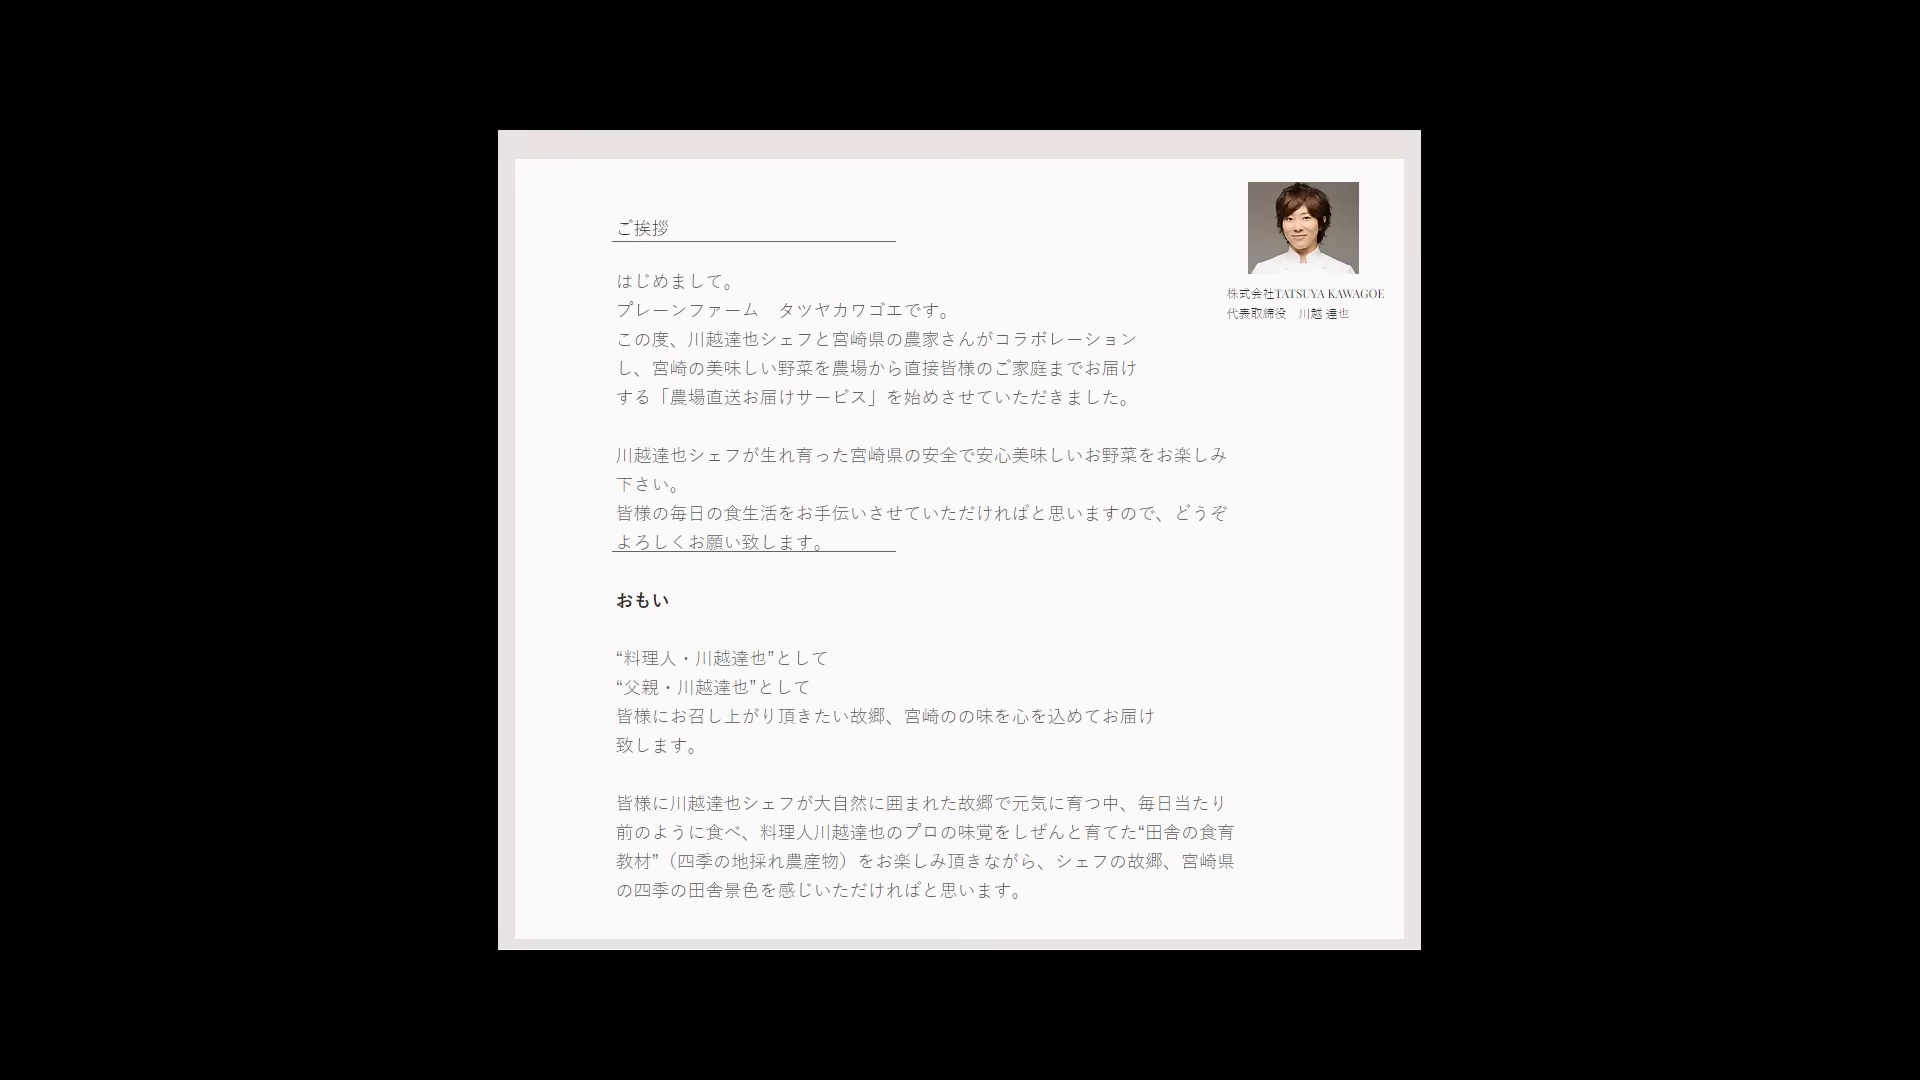 ご挨拶
株式会社TATSUYA KAWAGOE
代表取締役　川越 達也
はじめまして。
プレーンファーム　タツヤカワゴエです。
この度、川越達也シェフと宮崎県の農家さんがコラボレーション
し、宮崎の美味しい野菜を農場から直接皆様のご家庭までお届け
する「農場直送お届けサービス」を始めさせていただきました。
川越達也シェフが生れ育った宮崎県の安全で安心美味しいお野菜をお楽しみ
下さい。
皆様の毎日の食生活をお手伝いさせていただければと思いますので、どうぞ
よろしくお願い致します。
おもい
“料理人・川越達也”として
“父親・川越達也”として
皆様にお召し上がり頂きたい故郷、宮崎のの味を心を込めてお届け
致します。
皆様に川越達也シェフが大自然に囲まれた故郷で元気に育つ中、毎日当たり
前のように食べ、料理人川越達也のプロの味覚をしぜんと育てた“田舎の食育
教材”（四季の地採れ農産物）をお楽しみ頂きながら、シェフの故郷、宮崎県
の四季の田舎景色を感じいただければと思います。